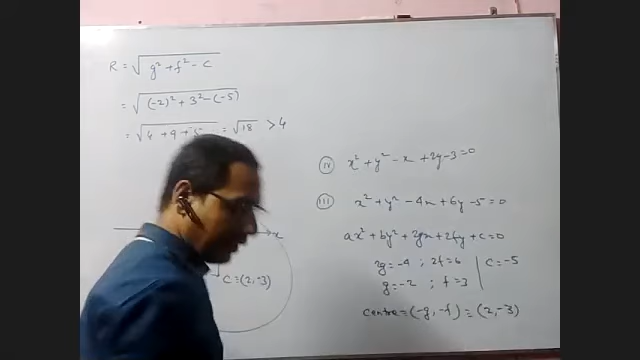 R = √(g² + f² - c)
= √((-2)² + 3² - (-5))
= √(4 + 9 + 5) = √18 > 4
x
C = (2, -3)
(iv) x² + y² - x + 2y - 3 = 0
(iii) x² + y² - 4x + 6y - 5 = 0
ax² + by² + 2gx + 2fy + c = 0
2g = -4 ; 2f = 6 | c = -5
g = -2 ; f = 3
centre = (-g, -f) = (2, -3)